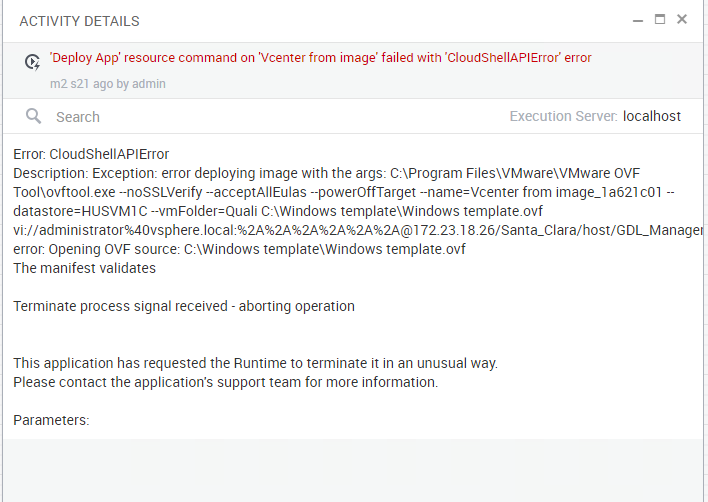 ACTIVITY DETAILS
'Deploy App' resource command on 'Vcenter from image' failed with 'CloudShellAPIError' error
m2 s21 ago by admin
Search
Execution Server: localhost
Error: CloudShellAPIError
Description: Exception: error deploying image with the args: C:\Program Files\VMware\VMware OVF
Tool\ovftool.exe --noSSLVerify --acceptAllEulas --powerOffTarget --name=Vcenter from image_1a621c01 --
datastore=HUSVM1C --vmFolder=Quali C:\Windows template\Windows template.ovf
vi://administrator%40vsphere.local:%2A%2A%2A%2A%2A%2A@172.23.18.26/Santa_Clara/host/GDL_Manager
error: Opening OVF source: C:\Windows template\Windows template.ovf
The manifest validates
Terminate process signal received - aborting operation
This application has requested the Runtime to terminate it in an unusual way.
Please contact the application's support team for more information.
Parameters: